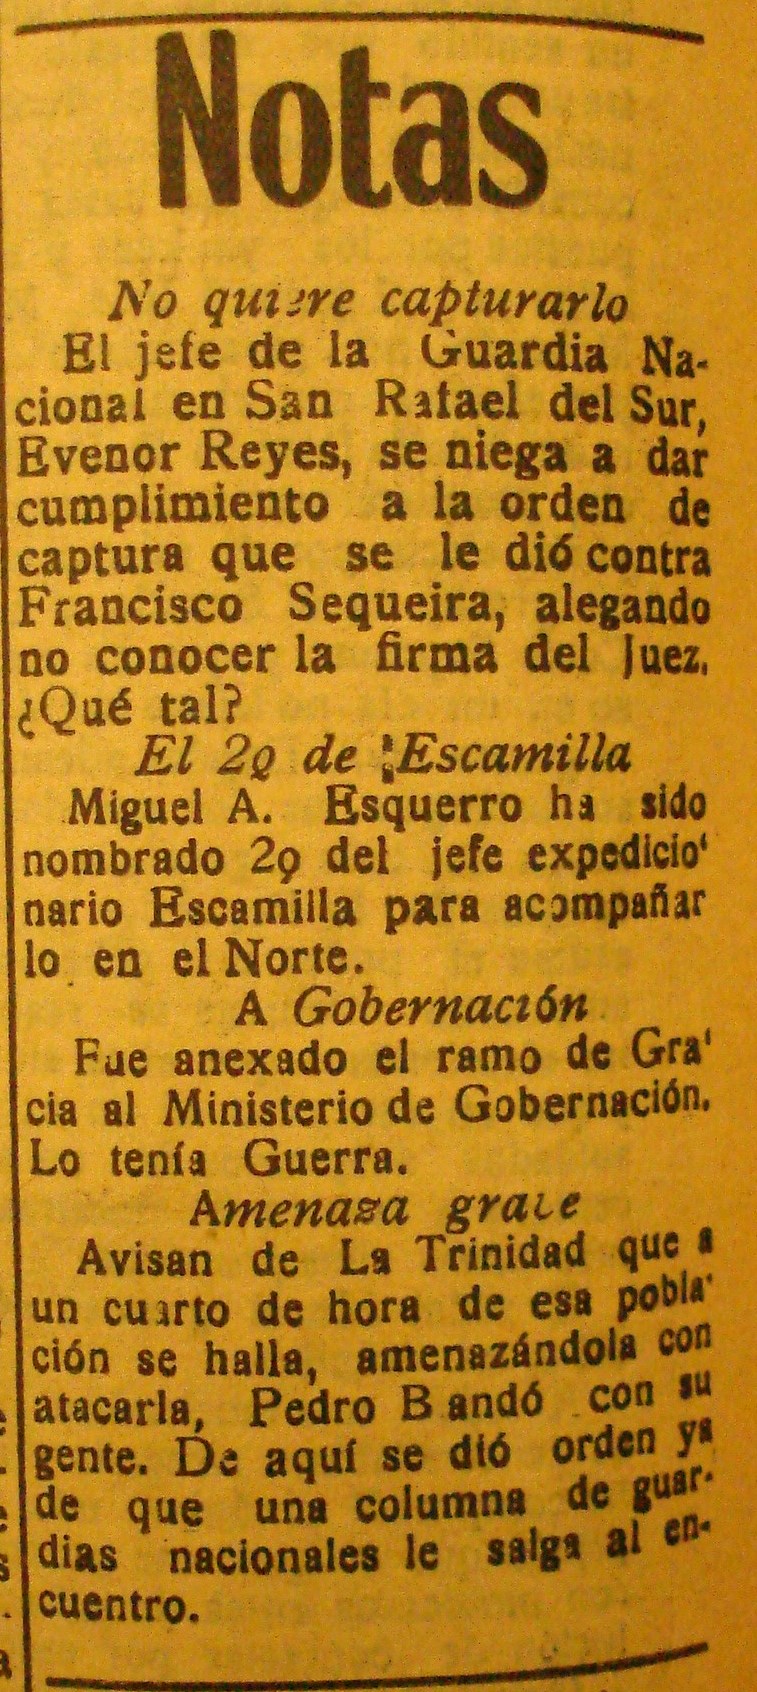 Notas
No quiere capturarlo
El jefe de la Guardia Na-
cional en San Rafael del Sur,
Evenor Reyes, se niega a dar
cumplimiento a la orden de
captura que se le dió contra
Francisco Sequeira, alegando
no conocer la firma del Juez.
¿Qué tal?
El 2º de ¡Escamilla
Miguel A. Esquerro ha sido
nombrado 2º del jefe expedicio'
nario Escamilla para acompañar
lo en el Norte.
A Gobernación
Fue anexado el ramo de Gra'
cia al Ministerio de Gobernación.
Lo tenía Guerra.
Amenaza grave
Avisan de La Trinidad que a
un cuarto de hora de esa pobla'
ción se halla, amenazándola con
atacarla, Pedro B andó con su
gente. De aquí se dió orden ya
de que una columna de guar-
dias nacionales le salga al en-
cuentro.